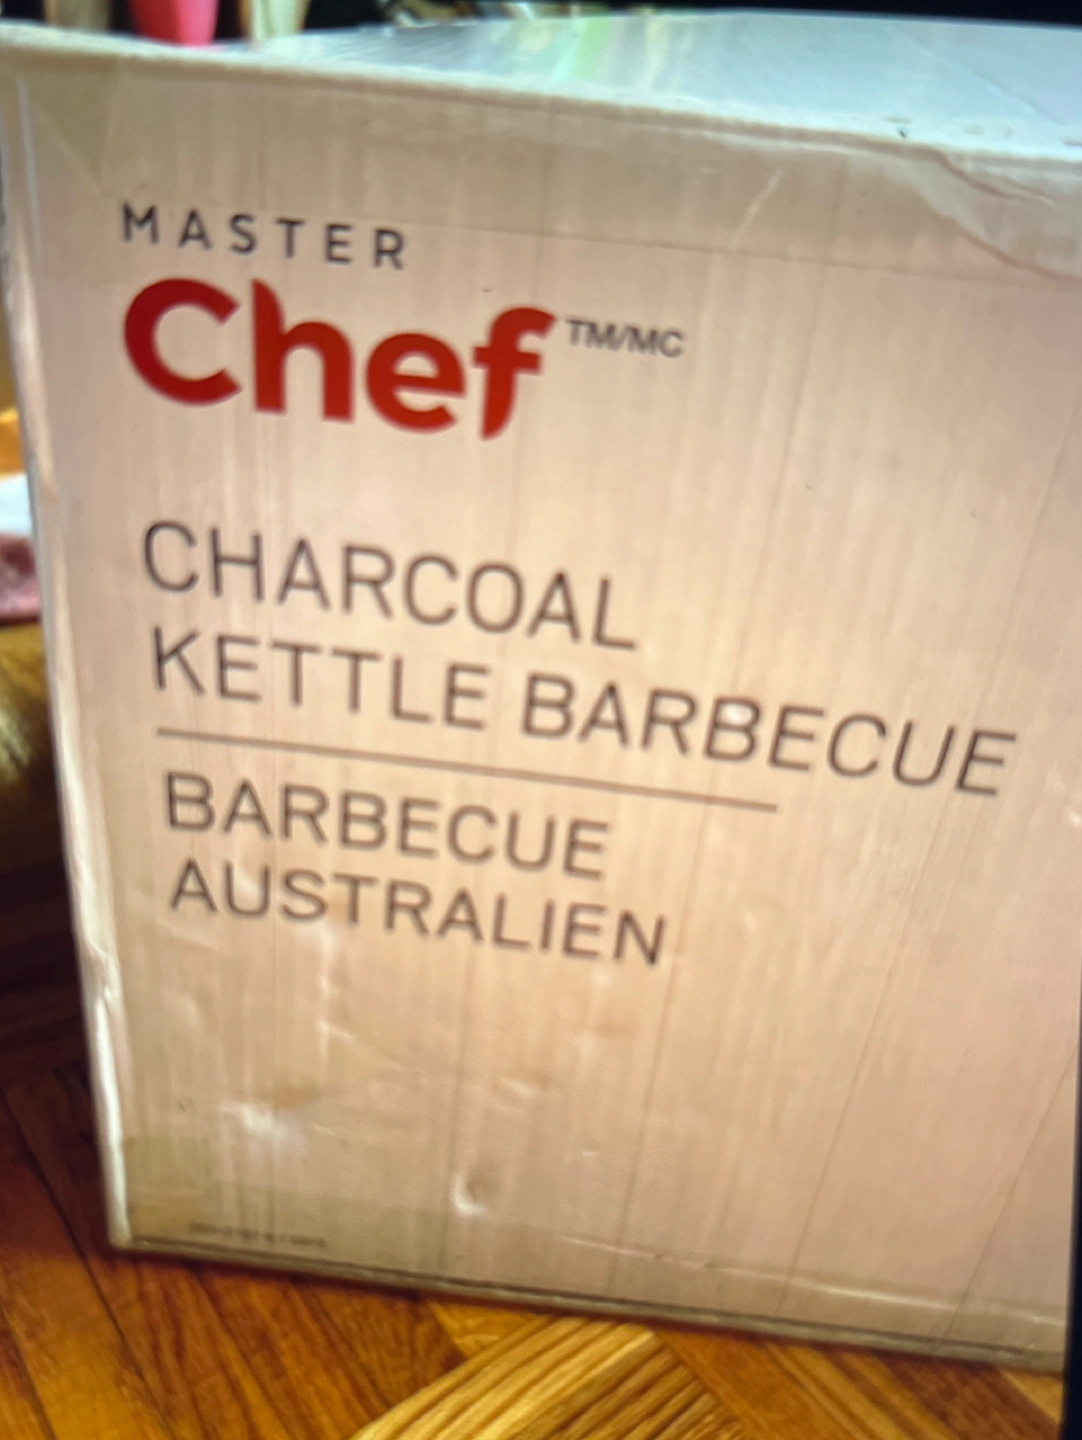 MASTER
Chef TM/MC
CHARCOAL
KETTLE BARBECUE
BARBECUE
AUSTRALIEN